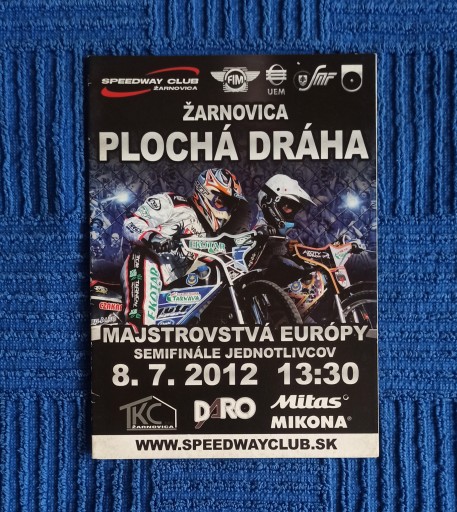 SPEEDWAY CLUB
ŽARNOVICA
FIM
UEM
SMF
ŽARNOVICA
PLOCHÁ DRÁHA
EKOTAR
MAJSTROVSTVÁ EURÓPY
SEMIFINÁLE JEDNOTLIVCOV
8. 7. 2012 13:30
TKC
ŽARNOVICA
DARO
Mitas
MIKONA®
WWW.SPEEDWAYCLUB.SK